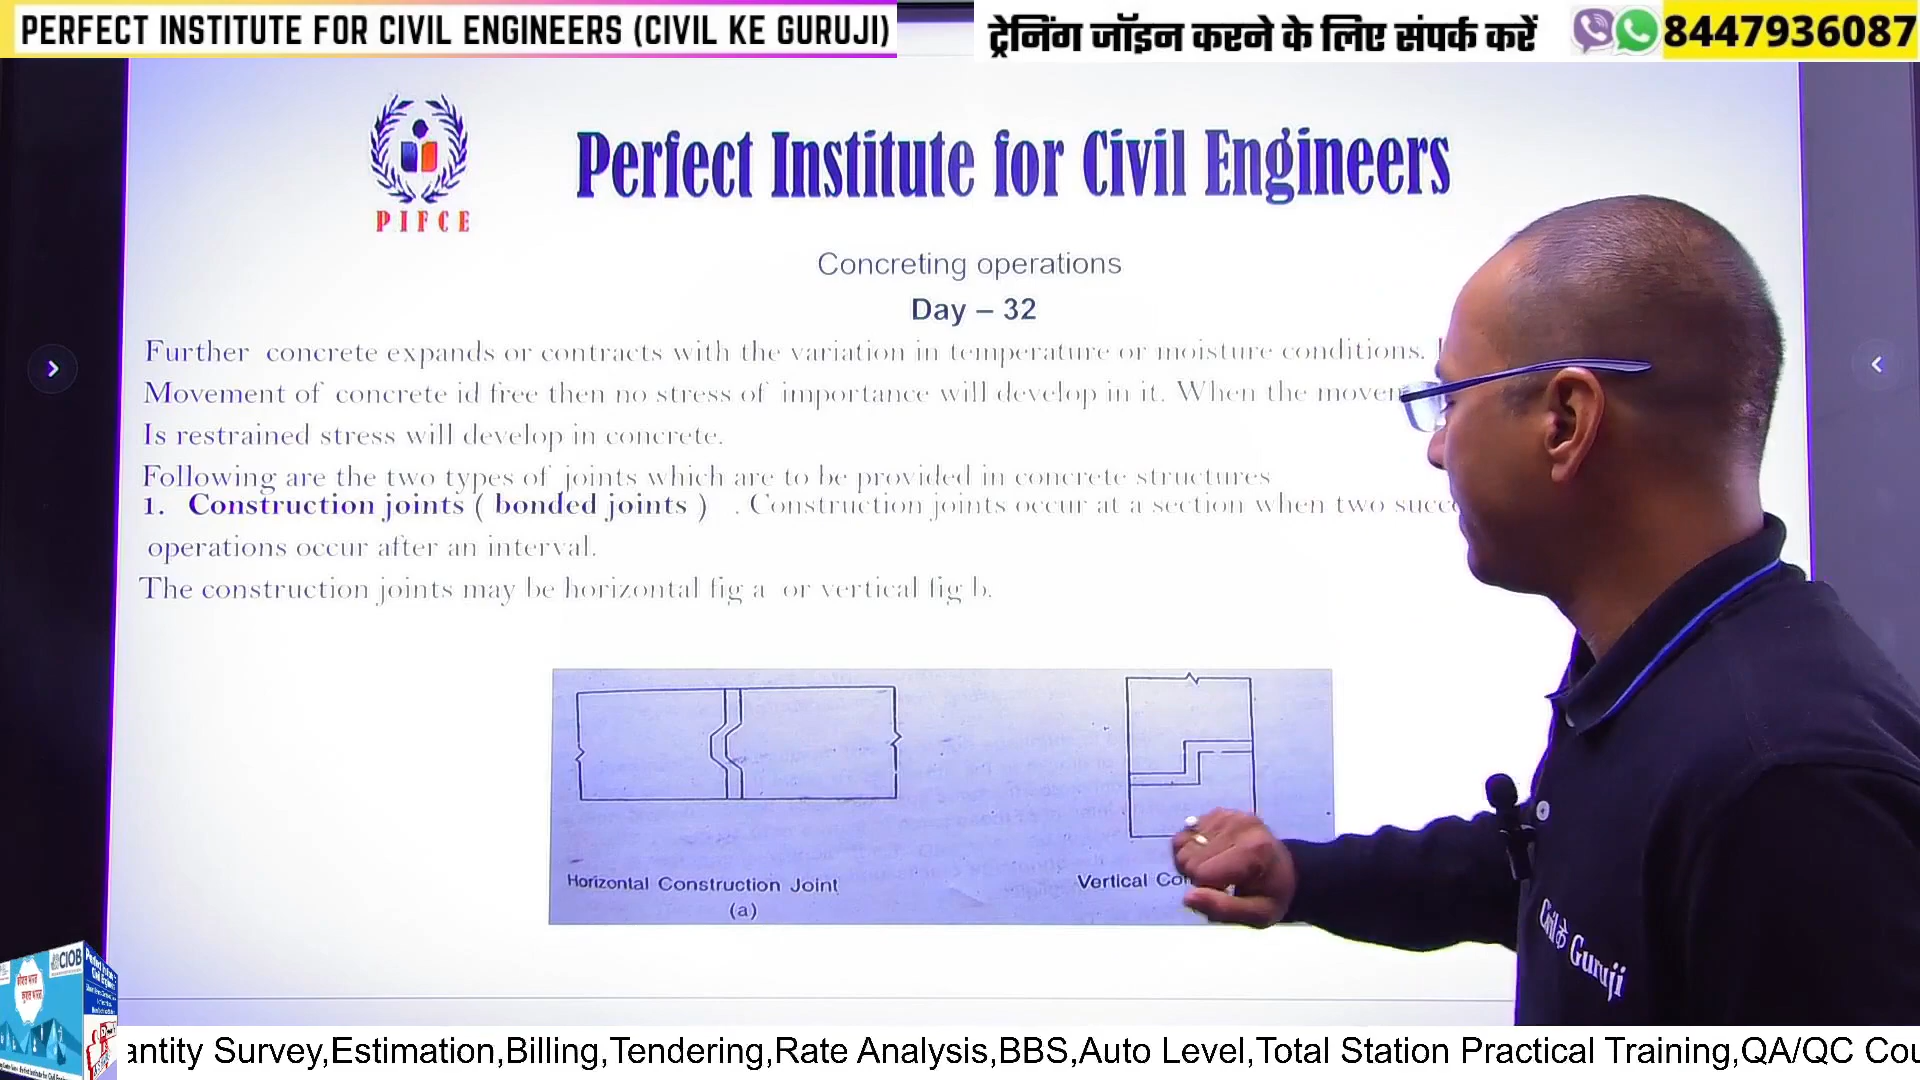 PERFECT INSTITUTE FOR CIVIL ENGINEERS (CIVIL KE GURUJI)
ट्रेनिंग जॉइन करने के लिए संपर्क करें
8447936087
PIFCE
Perfect Institute for Civil Engineers
Concreting operations
Day – 32
Further concrete expands or contracts with the variation in temperature or moisture conditions.
Movement of concrete id free then no stress of importance will develop in it. When the
Is restrained stress will develop in concrete.
Following are the two types of joints which are to be provided in concrete structures
1. Construction joints ( bonded joints ) . Construction joints occur at a section when two
operations occur after an interval.
The construction joints may be horizontal fig a or vertical fig b.
Horizontal Construction Joint
(a)
Vertical
Civil के Guruji
CIOB
antity Survey,Estimation,Billing,Tendering,Rate Analysis,BBS,Auto Level,Total Station Practical Training,QA/QC Cou